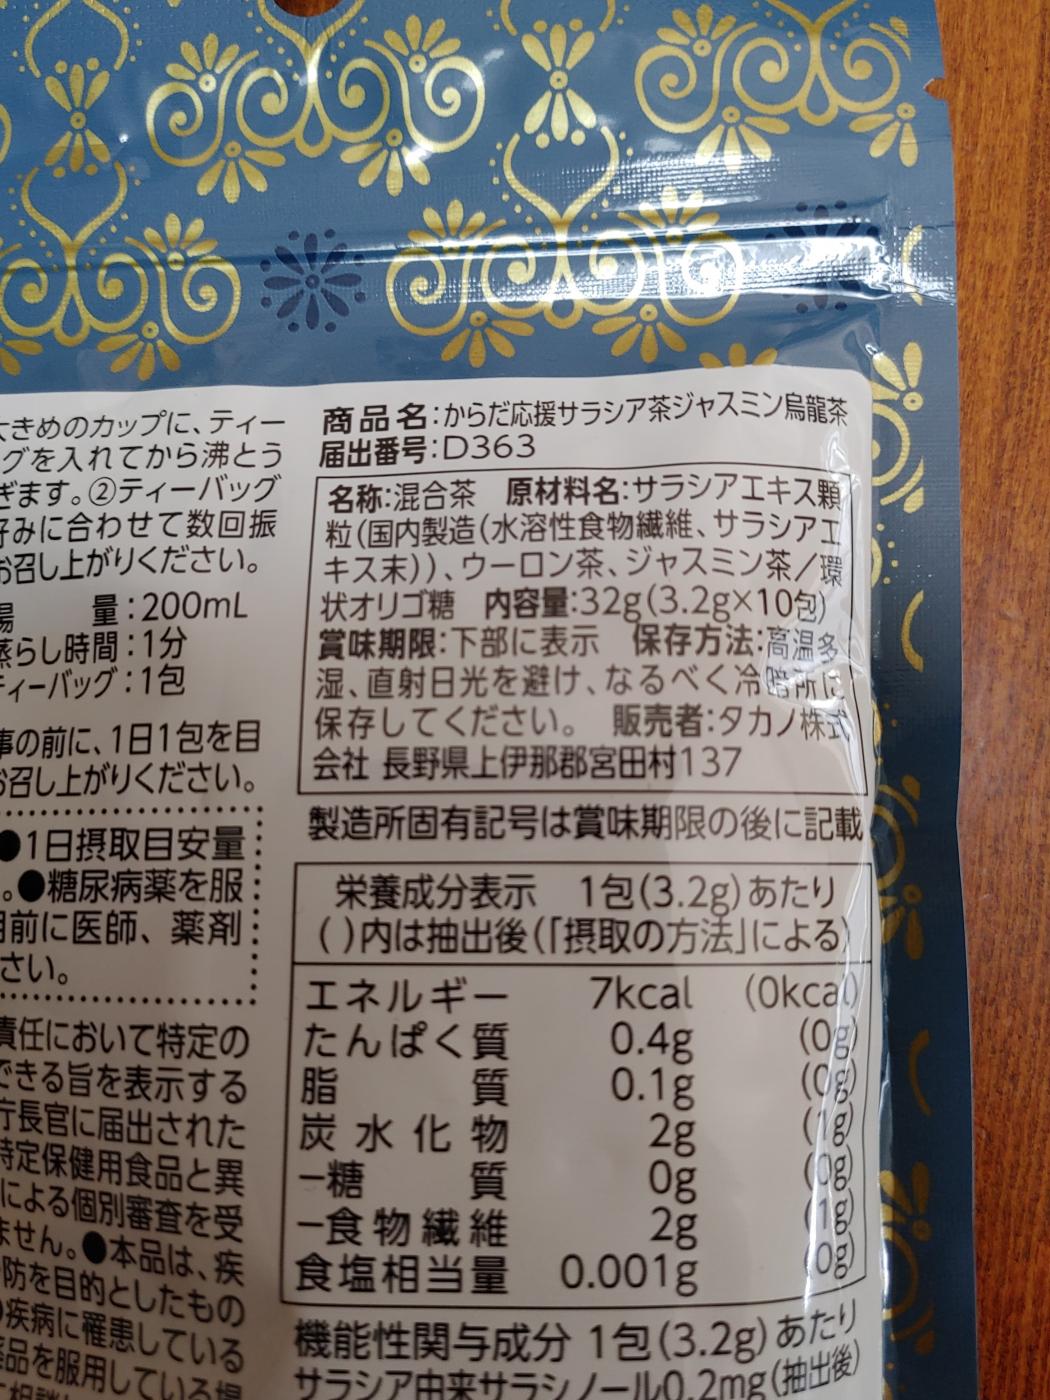 きめのカップに、ティー
グを入れてから沸とう
ぎます。②ティーバッグ
好みに合わせて数回振
お召し上がりください。
湯 量:200mL
蒸らし時間:1分
ティーバッグ:1包
事の前に、1日1包を目
お召し上がりください。
●1日摂取目安量
。●糖尿病薬を服
用前に医師、薬剤
さい。
責任において特定の
できる旨を表示する
庁長官に届出された
特定保健用食品と異
による個別審査を受
ません。●本品は、疾
防を目的としたもの
疾病に罹患している
薬品を服用している場
商品名:からだ応援サラシア茶ジャスミン烏龍茶
届出番号:D363
名称:混合茶 原材料名:サラシアエキス顆
粒(国内製造(水溶性食物繊維、サラシアエ
キス末))、ウーロン茶、ジャスミン茶/環
状オリゴ糖 内容量:32g(3.2g×10包)
賞味期限:下部に表示 保存方法:高温多
湿、直射日光を避け、なるべく冷暗所に
保存してください。 販売者:タカノ株式
会社 長野県上伊那郡宮田村137
製造所固有記号は賞味期限の後に記載
栄養成分表示 1包(3.2g)あたり
( )内は抽出後(「摂取の方法」による)
エネルギー 7kcal (0kcal)
たんぱく質 0.4g (0g)
脂質 0.1g (0g)
炭水化物 2g (1g)
ー糖質 0g (0g)
ー食物繊維 2g (1g)
食塩相当量 0.001g (0g)
機能性関与成分 1包(3.2g)あたり
サラシア由来サラシノール0.2mg(抽出後)